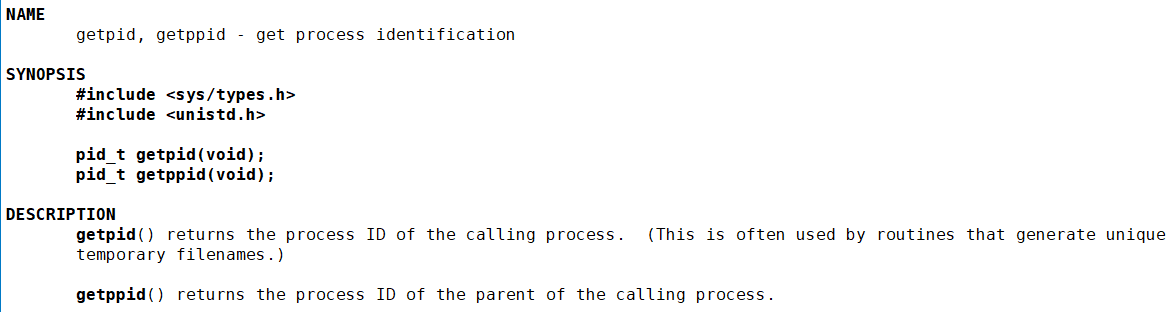 NAME
getpid, getppid - get process identification
SYNOPSIS
#include <sys/types.h>
#include <unistd.h>
pid_t getpid(void);
pid_t getppid(void);
DESCRIPTION
getpid() returns the process ID of the calling process.  (This is often used by routines that generate unique
temporary filenames.)
getppid() returns the process ID of the parent of the calling process.